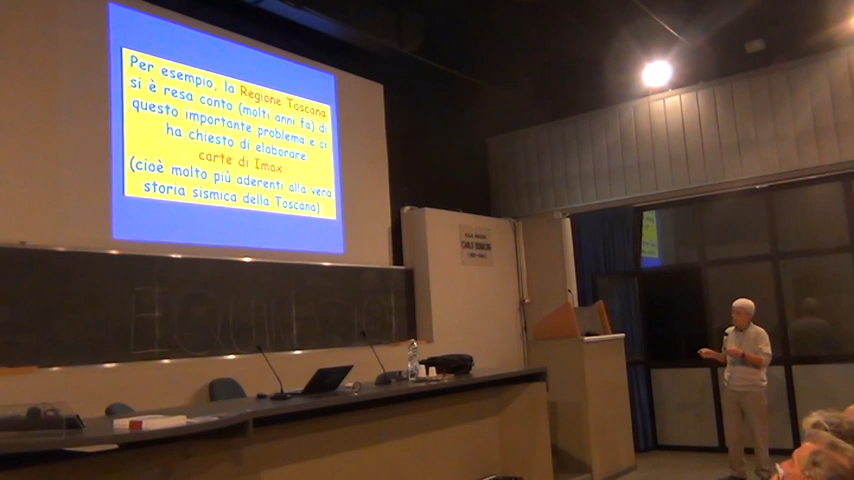 Per esempio, la Regione Toscana
si è resa conto (molti anni fa) di
questo importante problema e ci
ha chiesto di elaborare
carte di Imax
(cioè molto più aderenti alla vera
storia sismica della Toscana)